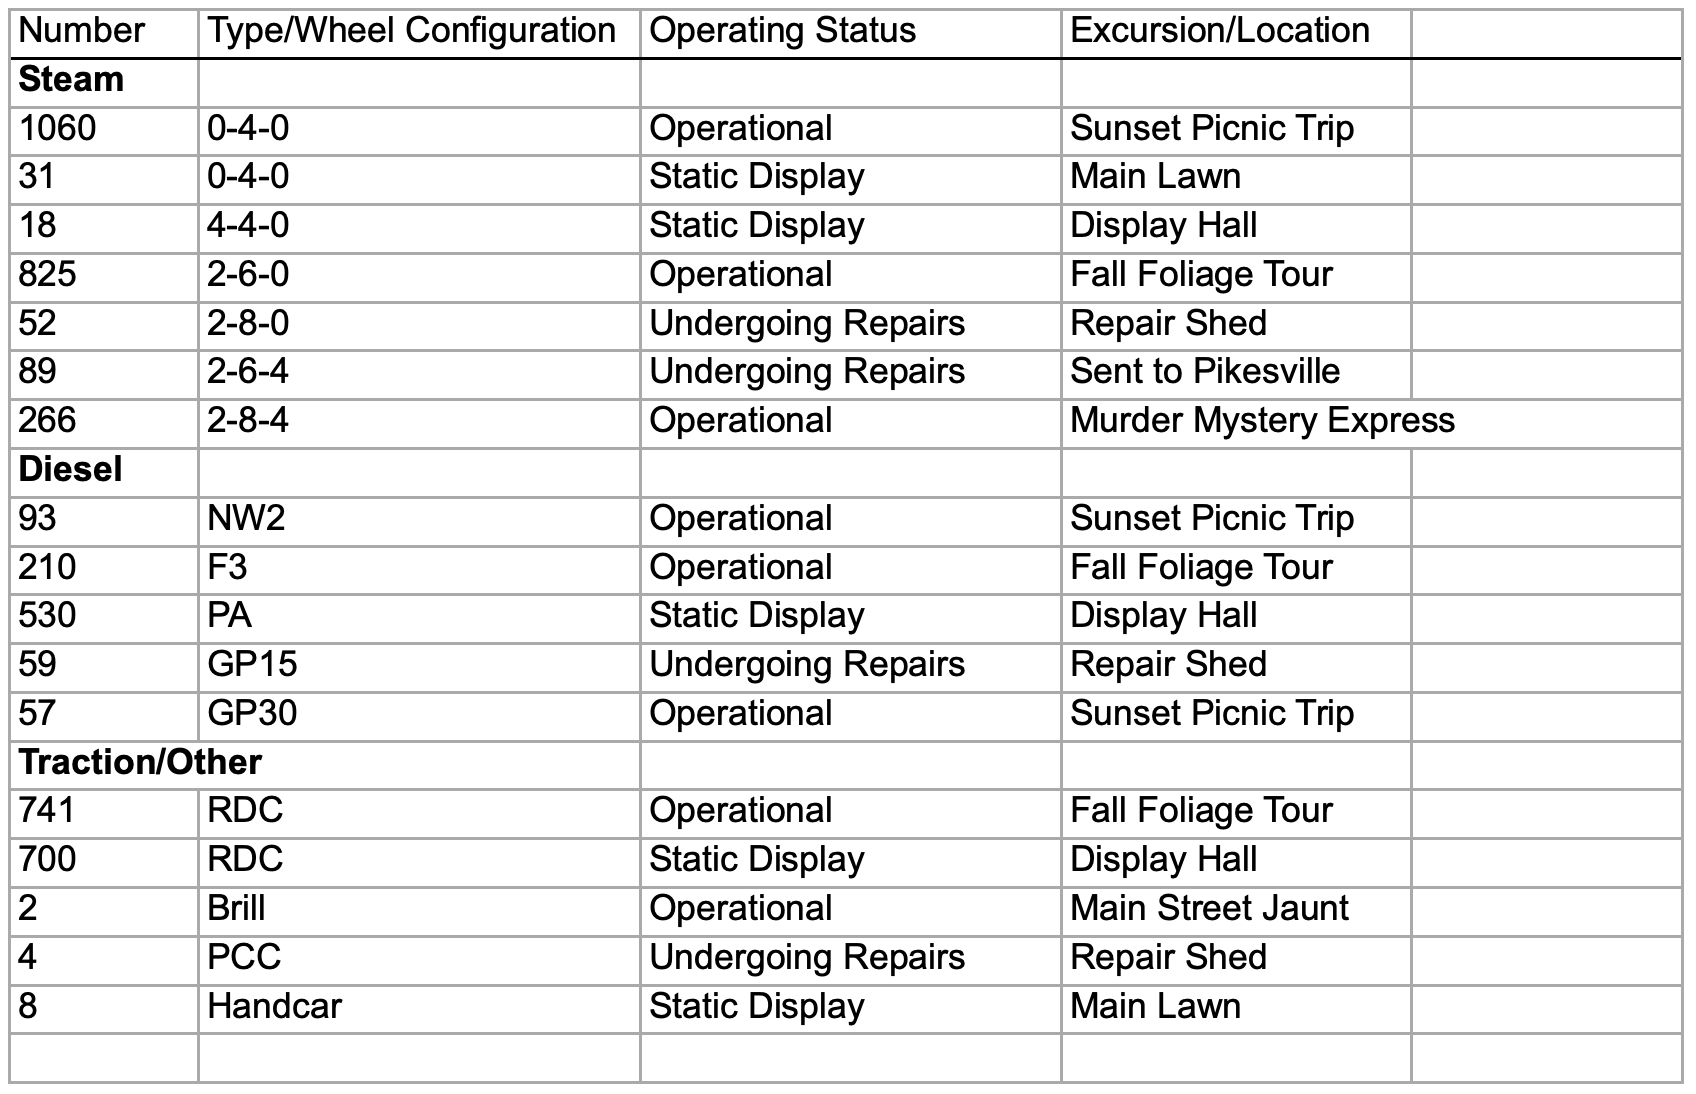 Number Type/Wheel Configuration Operating Status Excursion/Location
Steam
1060 0-4-0 Operational Sunset Picnic Trip
31 0-4-0 Static Display Main Lawn
18 4-4-0 Static Display Display Hall
825 2-6-0 Operational Fall Foliage Tour
52 2-8-0 Undergoing Repairs Repair Shed
89 2-6-4 Undergoing Repairs Sent to Pikesville
266 2-8-4 Operational Murder Mystery Express
Diesel
93 NW2 Operational Sunset Picnic Trip
210 F3 Operational Fall Foliage Tour
530 PA Static Display Display Hall
59 GP15 Undergoing Repairs Repair Shed
57 GP30 Operational Sunset Picnic Trip
Traction/Other
741 RDC Operational Fall Foliage Tour
700 RDC Static Display Display Hall
2 Brill Operational Main Street Jaunt
4 PCC Undergoing Repairs Repair Shed
8 Handcar Static Display Main Lawn